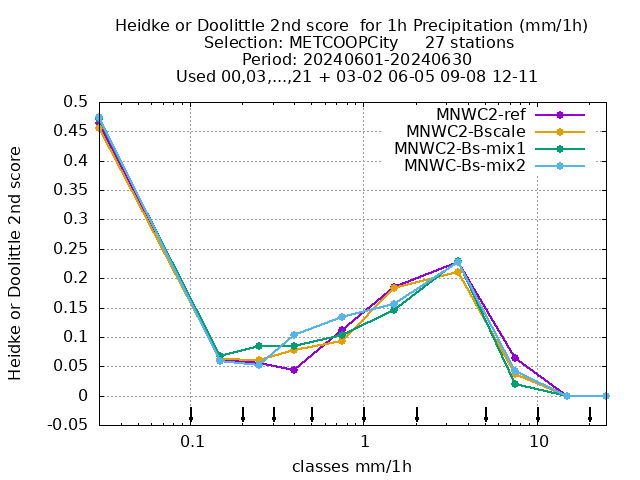 Heidke or Doolittle 2nd score  for 1h Precipitation (mm/1h)
Selection: METCOOPCity     27 stations
Period: 20240601-20240630
Used 00,03,...,21 + 03-02 06-05 09-08 12-11
MNWC2-ref
MNWC2-Bscale
MNWC2-Bs-mix1
MNWC-Bs-mix2
Heidke or Doolittle 2nd score
0.5
0.45
0.4
0.35
0.3
0.25
0.2
0.15
0.1
0.05
0
-0.05
0.1
1
10
classes mm/1h